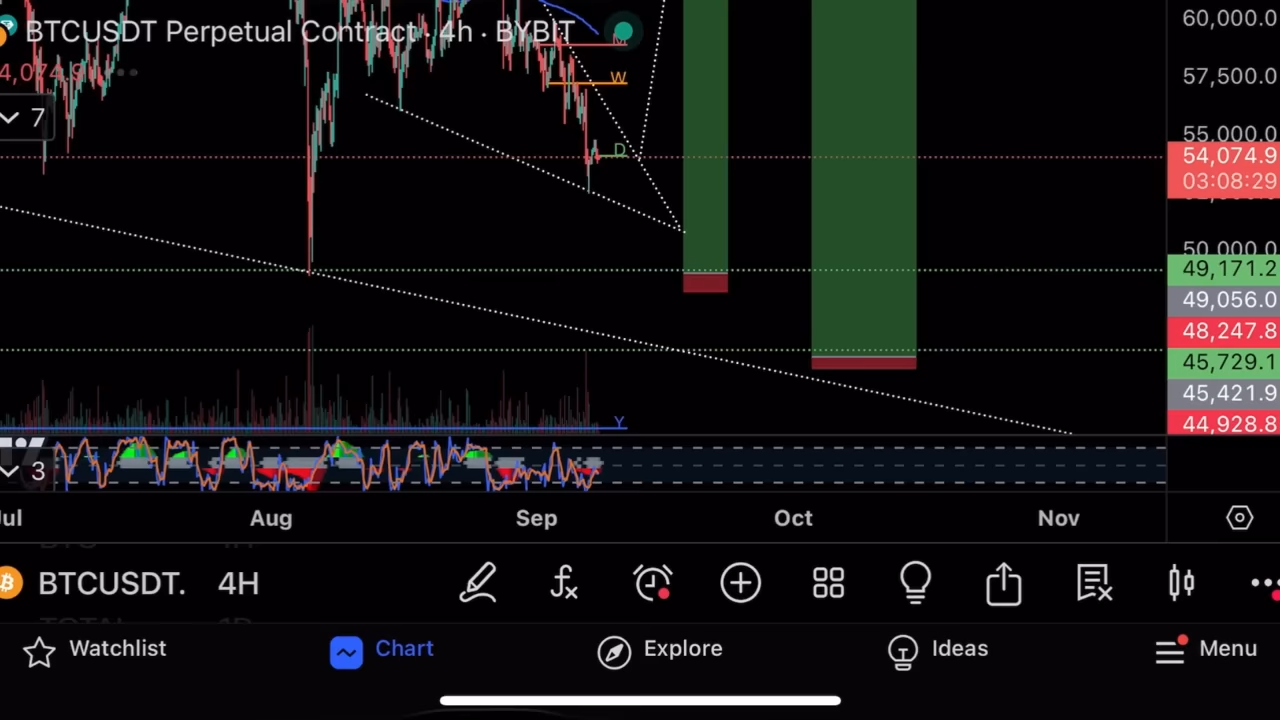 BTCUSDT Perpetual Contract · 4h · BYBIT
60,000.0
M
4,074.9
57,500.0
W
7
55,000.0
D
54,074.9
03:08:29
50,000.0
49,171.2
49,056.0
48,247.8
45,729.1
45,421.9
44,928.8
Y
3
Jul
Aug
Sep
Oct
Nov
BTCUSDT.
4H
Watchlist
Chart
Explore
Ideas
Menu